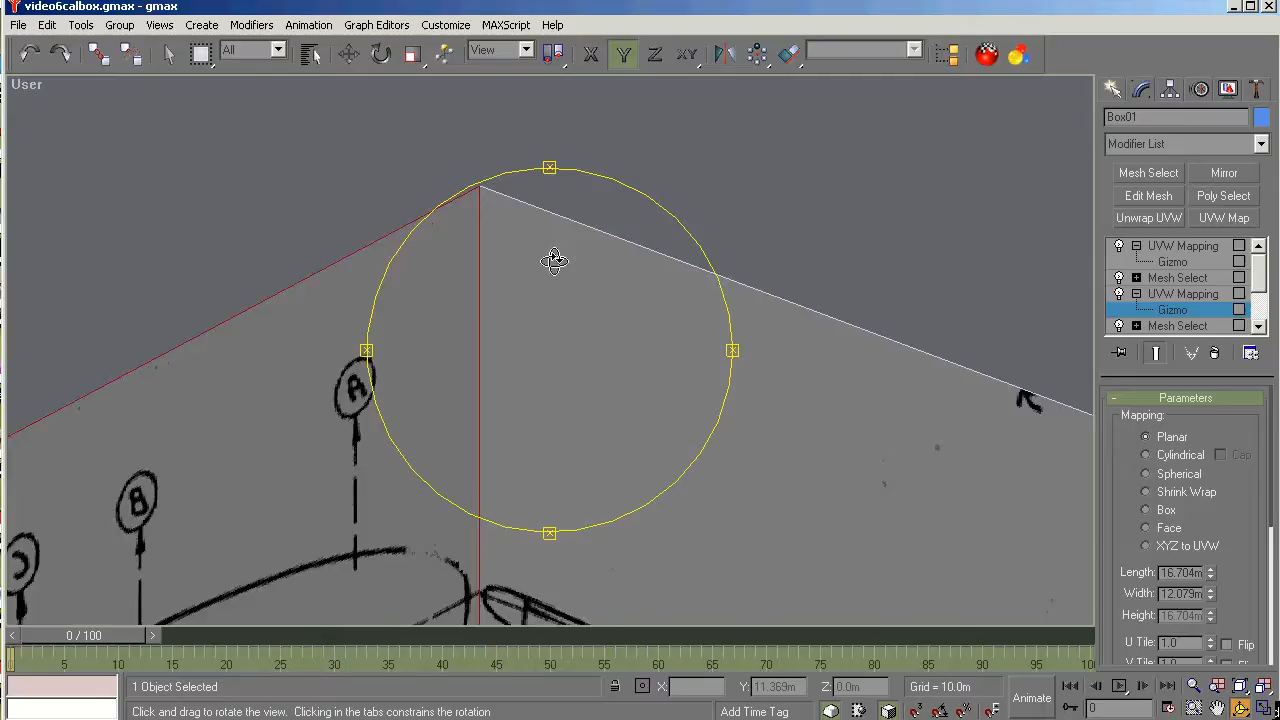 video6calbox.gmax - gmax
File Edit Tools Group Views Create Modifiers Animation Graph Editors Customize MAXScript Help
All View X Y Z XY
User
Box01
Modifier List
Mesh Select Mirror
Edit Mesh Poly Select
Unwrap UVW UVW Map
UVW Mapping
Gizmo
Mesh Select
UVW Mapping
Gizmo
Mesh Select
Parameters
Mapping:
Planar
Cylindrical Cap
Spherical
Shrink Wrap
Box
Face
XYZ to UVW
Length: 16.704m
Width: 12.079m
Height: 16.704m
U Tile: 1.0 Flip
A
B
K
0 / 100
5 10 15 20 25 30 35 40 45 50 55 60 65 70 75 80 85 90 95
1 Object Selected X: Y: 11.369m Z: 0.0m Grid = 10.0m Animate
Click and drag to rotate the view. Clicking in the tabs constrains the rotation Add Time Tag 0